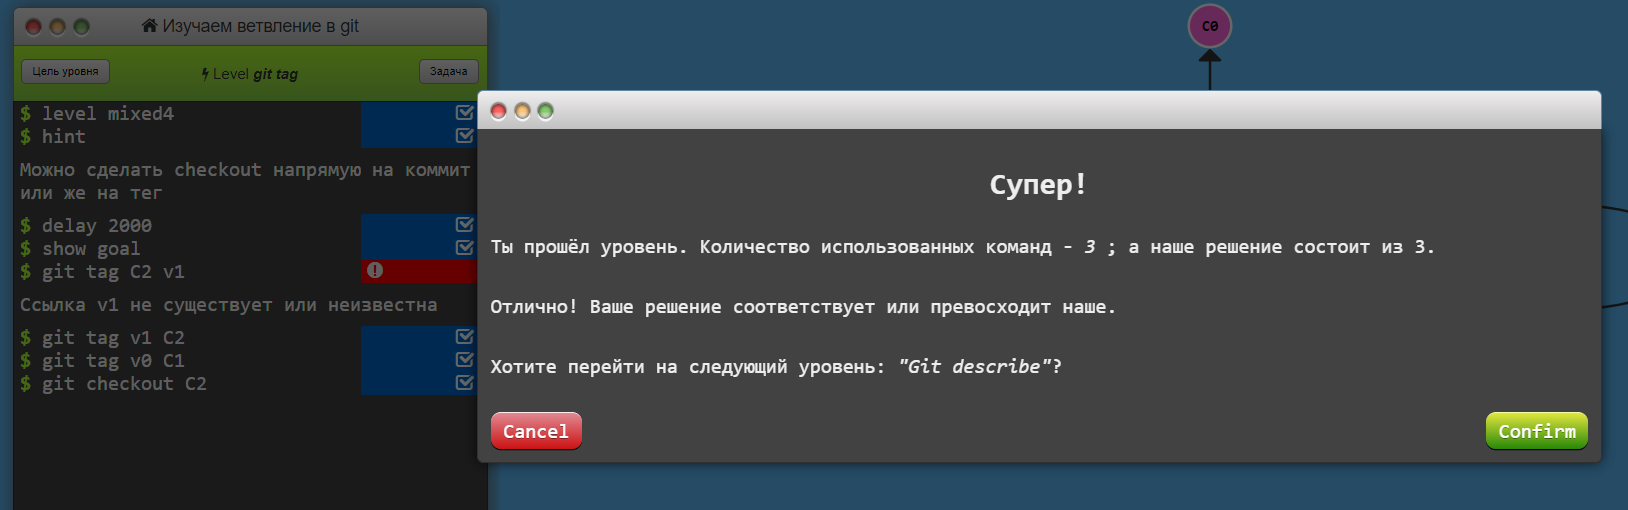 Изучаем ветвление в git
Цель уровня
Level git tag
Задача
$ level mixed4
$ hint
Можно сделать checkout напрямую на коммит
или же на тег
$ delay 2000
$ show goal
$ git tag C2 v1
Ссылка v1 не существует или неизвестна
$ git tag v1 C2
$ git tag v0 C1
$ git checkout C2
C0
Супер!
Ты прошёл уровень. Количество использованных команд - 3 ; а наше решение состоит из 3.
Отлично! Ваше решение соответствует или превосходит наше.
Хотите перейти на следующий уровень: "Git describe"?
Cancel
Confirm